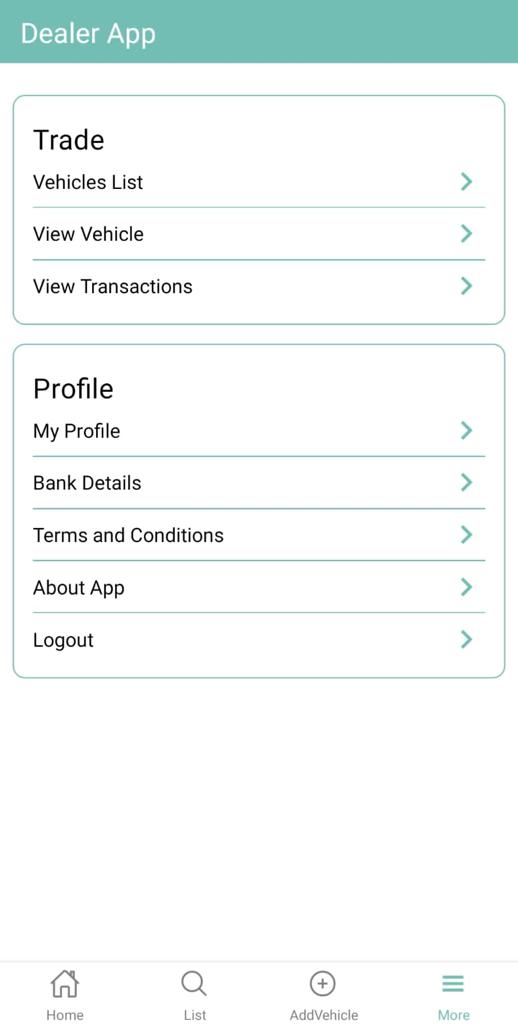 Dealer App
Trade
Vehicles List
View Vehicle
View Transactions
Profile
My Profile
Bank Details
Terms and Conditions
About App
Logout
Home
List
AddVehicle
More